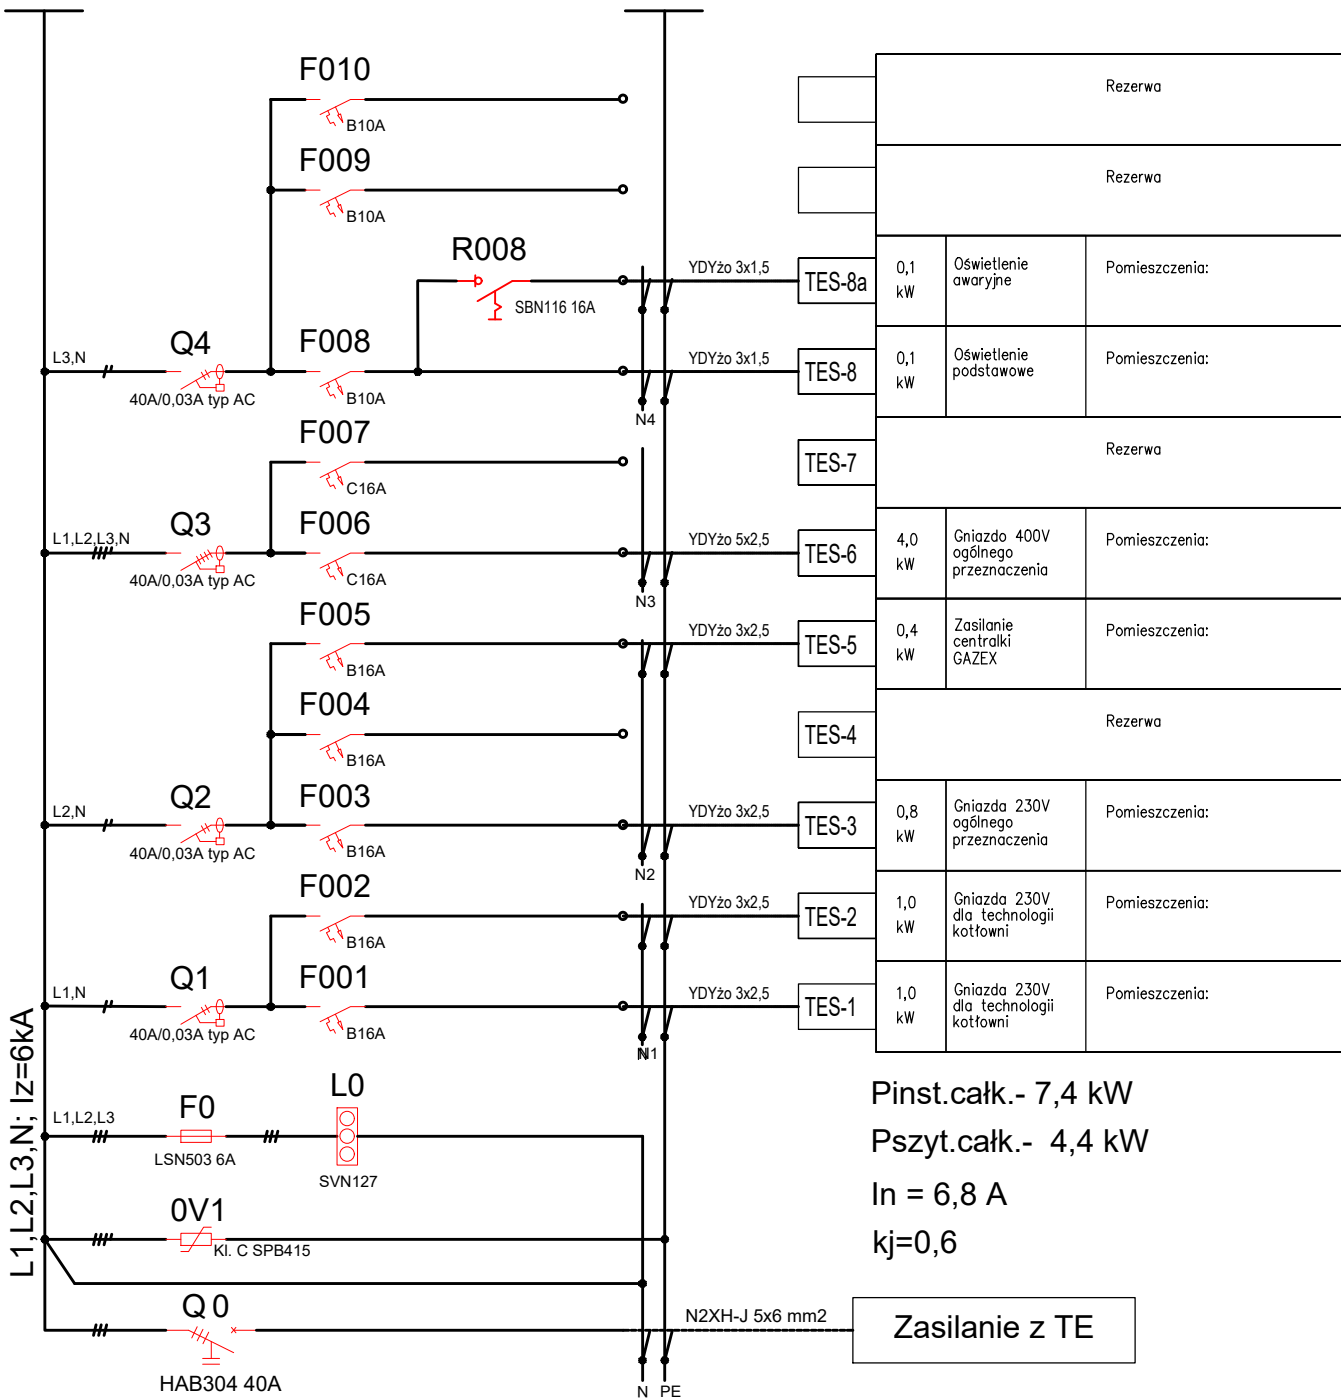 F010
B10A
Rezerwa
F009
B10A
Rezerwa
R008
SBN116 16A
YDYżo 3x1,5
TES-8a
0,1 kW
Oświetlenie
awaryjne
Pomieszczenia:
L3,N
Q4
40A/0,03A typ AC
F008
B10A
N4
YDYżo 3x1,5
TES-8
0,1 kW
Oświetlenie
podstawowe
Pomieszczenia:
F007
C16A
TES-7
Rezerwa
L1,L2,L3,N
Q3
40A/0,03A typ AC
F006
C16A
N3
YDYżo 5x2,5
TES-6
4,0 kW
Gniazdo 400V
ogólnego
przeznaczenia
Pomieszczenia:
F005
B16A
YDYżo 3x2,5
TES-5
0,4 kW
Zasilanie
centralki
GAZEX
Pomieszczenia:
F004
B16A
TES-4
Rezerwa
L2,N
Q2
40A/0,03A typ AC
F003
B16A
N2
YDYżo 3x2,5
TES-3
0,8 kW
Gniazda 230V
ogólnego
przeznaczenia
Pomieszczenia:
F002
B16A
YDYżo 3x2,5
TES-2
1,0 kW
Gniazda 230V
dla technologii
kotłowni
Pomieszczenia:
L1,N
Q1
40A/0,03A typ AC
F001
B16A
N1
YDYżo 3x2,5
TES-1
1,0 kW
Gniazda 230V
dla technologii
kotłowni
Pomieszczenia:
L1,L2,L3,N; Iz=6kA
L1,L2,L3
F0
LSN503 6A
L0
SVN127
0V1
Kl. C SPB415
Q0
HAB304 40A
N PE
N2XH-J 5x6 mm2
Zasilanie z TE
Pinst.całk.- 7,4 kW
Pszyt.całk.- 4,4 kW
In = 6,8 A
kj=0,6